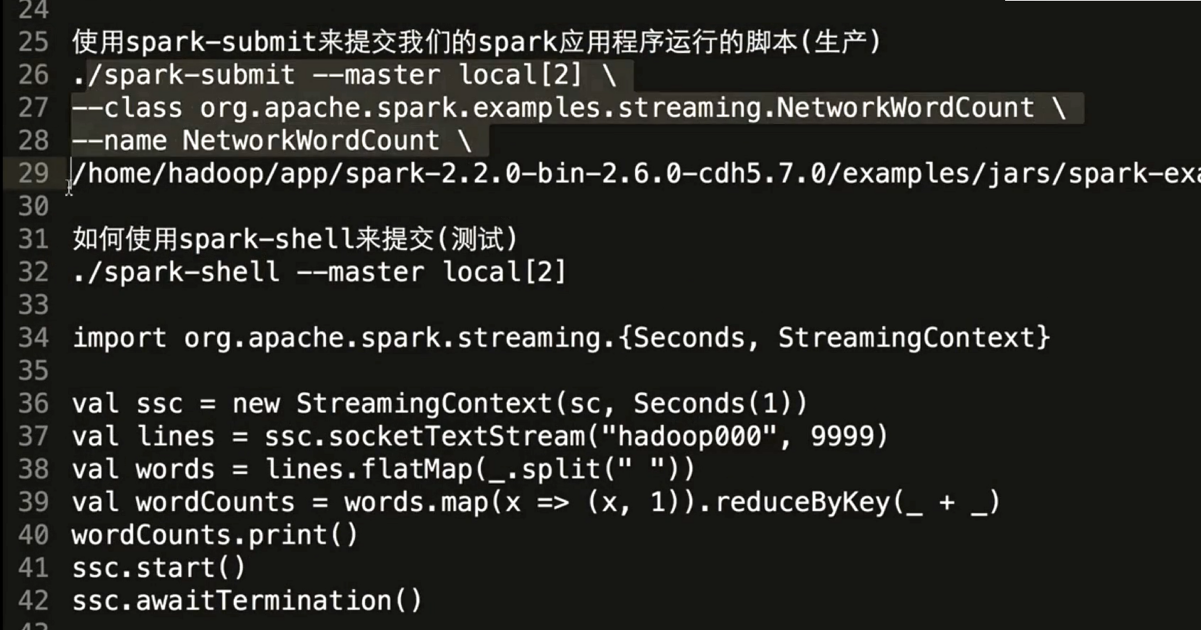 24
25 使用spark-submit来提交我们的spark应用程序运行的脚本(生产)
26 ./spark-submit --master local[2] \
27 --class org.apache.spark.examples.streaming.NetworkWordCount \
28 --name NetworkWordCount \
29 /home/hadoop/app/spark-2.2.0-bin-2.6.0-cdh5.7.0/examples/jars/spark-exa
30
31 如何使用spark-shell来提交(测试)
32 ./spark-shell --master local[2]
33
34 import org.apache.spark.streaming.{Seconds, StreamingContext}
35
36 val ssc = new StreamingContext(sc, Seconds(1))
37 val lines = ssc.socketTextStream("hadoop000", 9999)
38 val words = lines.flatMap(_.split(" "))
39 val wordCounts = words.map(x => (x, 1)).reduceByKey(_ + _)
40 wordCounts.print()
41 ssc.start()
42 ssc.awaitTermination()